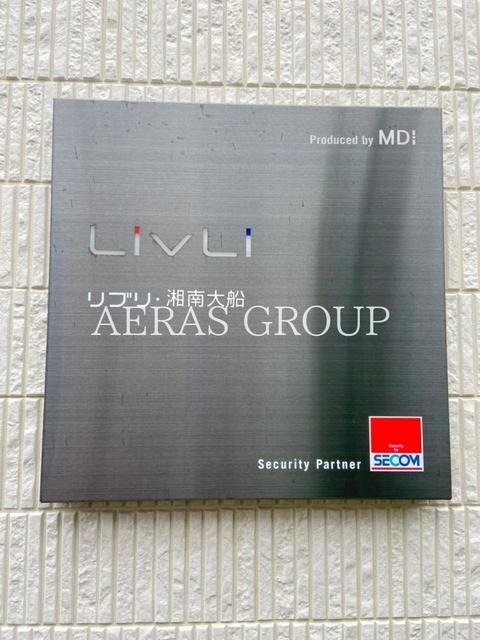 Produced by MDi
LivLi
リブリ・湘南大船
AERAS GROUP
Security Partner
Security
by
SECOM